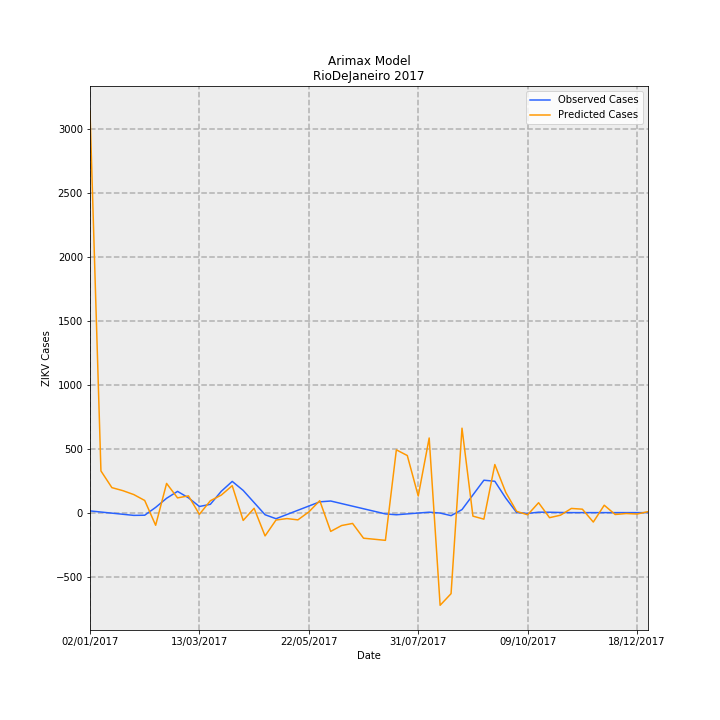 Arimax Model
RioDeJaneiro 2017
Observed Cases
Predicted Cases
3000
2500
2000
1500
1000
500
0
−500
ZIKV Cases
02/01/2017
13/03/2017
22/05/2017
31/07/2017
09/10/2017
18/12/2017
Date